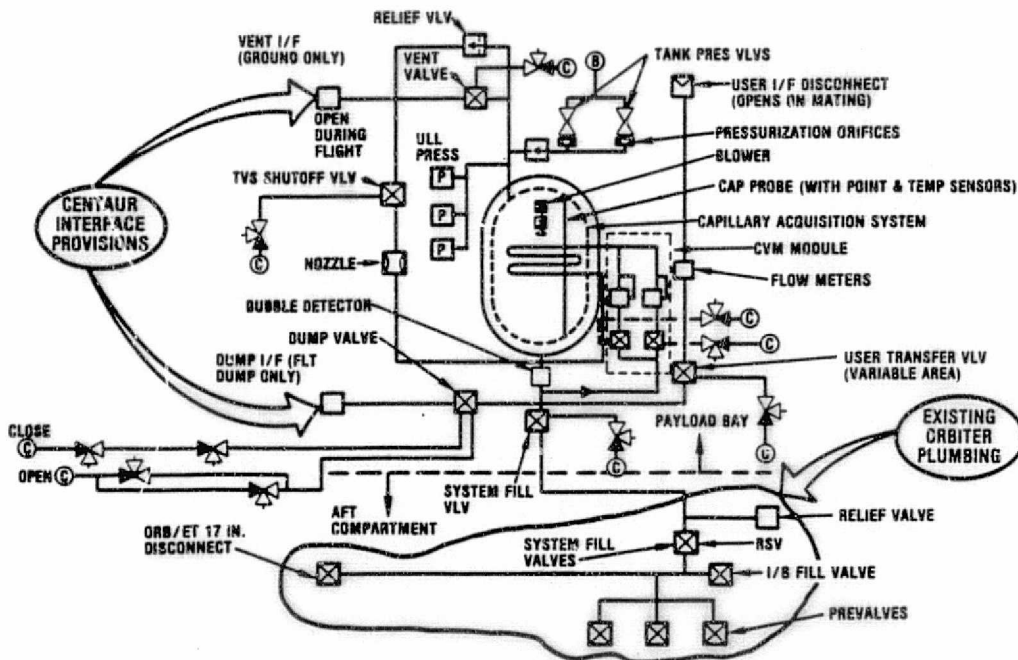 RELIEF VLV
VENT I/F
(GROUND ONLY)
VENT
VALVE
C
B
TANK PRES VLVS
USER I/F DISCONNECT
(OPENS ON MATING)
OPEN
DURING
FLIGHT
ULL
PRESS
PRESSURIZATION ORIFICES
BLOWER
P
TVS SHUTOFF VLV
CAP PROBE (WITH POINT & TEMP SENSORS)
CENTAUR
INTERFACE
PROVISIONS
P
CAPILLARY ACQUISITION SYSTEM
CVM MODULE
P
C
NOZZLE
FLOW METERS
BUBBLE DETECTOR
C
DUMP VALVE
C
DUMP I/F (FLT
DUMP ONLY)
USER TRANSFER VLV
(VARIABLE AREA)
PAYLOAD BAY
EXISTING
ORBITER
PLUMBING
CLOSE
C
OPEN C
C
C
SYSTEM FILL
VLV
AFT
COMPARTMENT
RELIEF VALVE
ORB/ET 17 IN.
DISCONNECT
SYSTEM FILL
VALVES
RSV
I/B FILL VALVE
PREVALVES